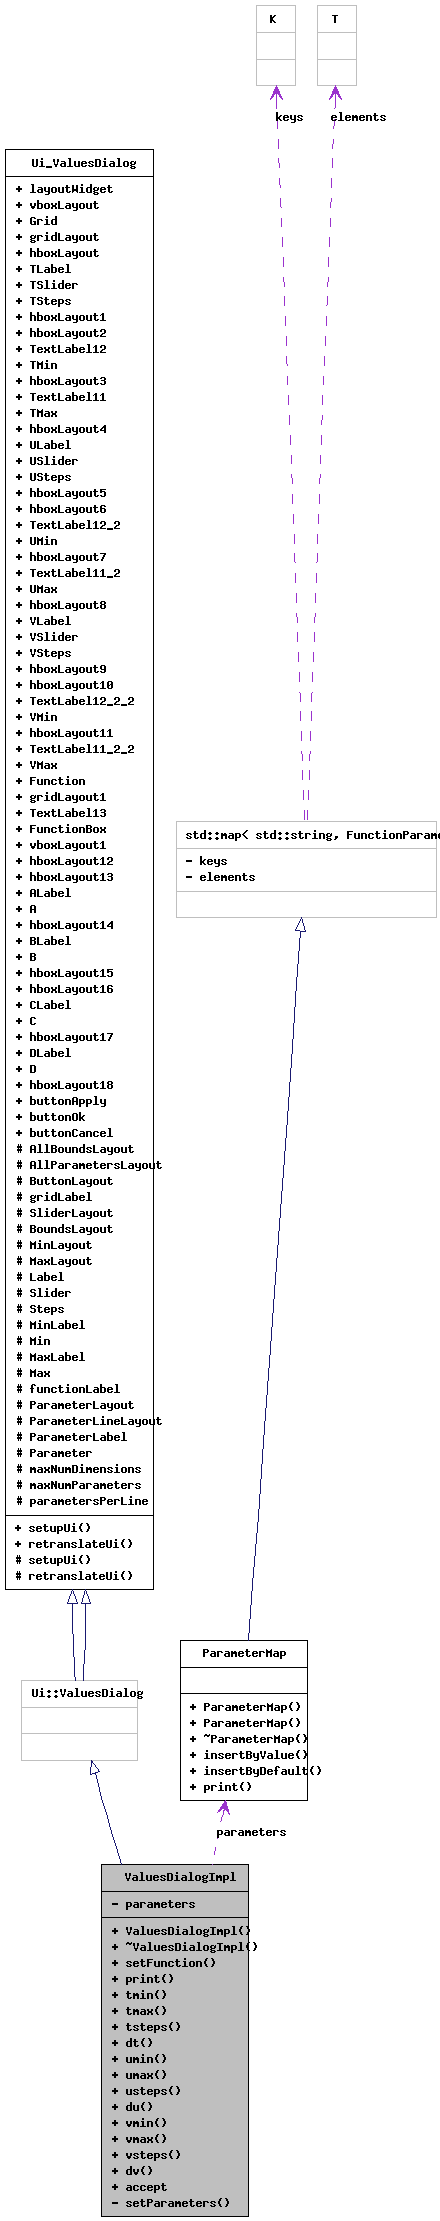 K
T
keys
elements
Ui_ValuesDialog
+ layoutWidget
+ vboxLayout
+ Grid
+ gridLayout
+ hboxLayout
+ TLabel
+ TSlider
+ TSteps
+ hboxLayout1
+ hboxLayout2
+ TextLabel12
+ TMin
+ hboxLayout3
+ TextLabel11
+ TMax
+ hboxLayout4
+ ULabel
+ USlider
+ USteps
+ hboxLayout5
+ hboxLayout6
+ TextLabel12_2
+ UMin
+ hboxLayout7
+ TextLabel11_2
+ UMax
+ hboxLayout8
+ VLabel
+ VSlider
+ VSteps
+ hboxLayout9
+ hboxLayout10
+ TextLabel12_2_2
+ VMin
+ hboxLayout11
+ TextLabel11_2_2
+ VMax
+ Function
+ gridLayout1
+ TextLabel13
+ FunctionBox
+ vboxLayout1
+ hboxLayout12
+ hboxLayout13
+ ALabel
+ A
+ hboxLayout14
+ BLabel
+ B
+ hboxLayout15
+ hboxLayout16
+ CLabel
+ C
+ hboxLayout17
+ DLabel
+ D
+ hboxLayout18
+ buttonApply
+ buttonOk
+ buttonCancel
# AllBoundsLayout
# AllParametersLayout
# ButtonLayout
# gridLabel
# SliderLayout
# BoundsLayout
# MinLayout
# MaxLayout
# Label
# Slider
# Steps
# MinLabel
# Min
# MaxLabel
# Max
# functionLabel
# ParameterLayout
# ParameterLineLayout
# ParameterLabel
# Parameter
# maxNumDimensions
# maxNumParameters
# parametersPerLine
+ setupUi()
+ retranslateUi()
# setupUi()
# retranslateUi()
std::map< std::string, FunctionParame
- keys
- elements
Ui::ValuesDialog
ParameterMap
+ ParameterMap()
+ ParameterMap()
+ ~ParameterMap()
+ insertByValue()
+ insertByDefault()
+ print()
parameters
ValuesDialogImpl
- parameters
+ ValuesDialogImpl()
+ ~ValuesDialogImpl()
+ setFunction()
+ print()
+ tmin()
+ tmax()
+ tsteps()
+ dt()
+ umin()
+ umax()
+ usteps()
+ du()
+ vmin()
+ vmax()
+ vsteps()
+ dv()
+ accept
- setParameters()